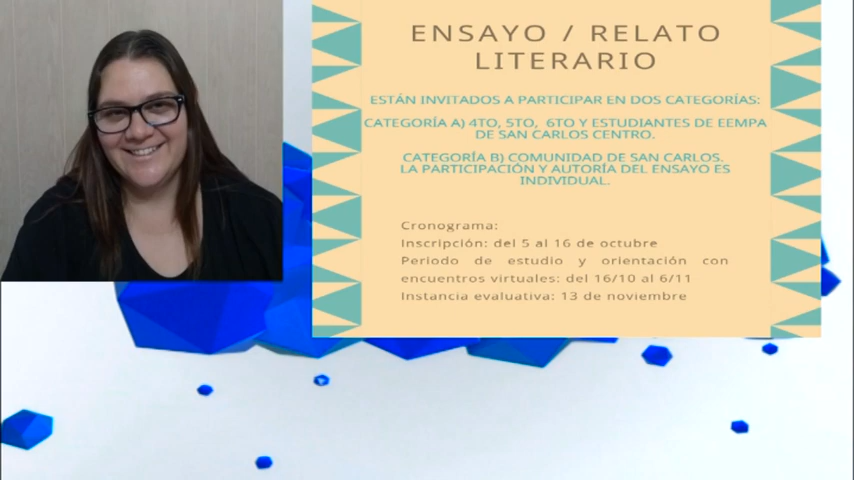 ENSAYO / RELATO
LITERARIO
ESTÁN INVITADOS A PARTICIPAR EN DOS CATEGORÍAS:
CATEGORÍA A) 4TO, 5TO, 6TO Y ESTUDIANTES DE EEMPA
DE SAN CARLOS CENTRO.
CATEGORÍA B) COMUNIDAD DE SAN CARLOS.
LA PARTICIPACIÓN Y AUTORÍA DEL ENSAYO ES
INDIVIDUAL.
Cronograma:
Inscripción: del 5 al 16 de octubre
Periodo de estudio y orientación con
encuentros virtuales: del 16/10 al 6/11
Instancia evaluativa: 13 de noviembre